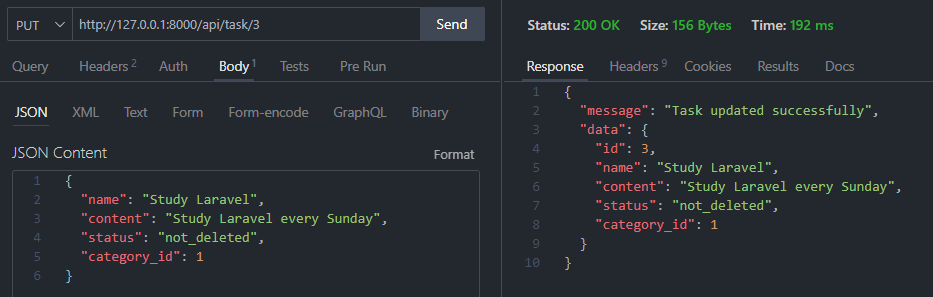 PUT http://127.0.0.1:8000/api/task/3 Send
Query Headers 2 Auth Body 1 Tests Pre Run
JSON XML Text Form Form-encode GraphQL Binary
JSON Content Format
1 {
2 "name": "Study Laravel",
3 "content": "Study Laravel every Sunday",
4 "status": "not_deleted",
5 "category_id": 1
6 }
Status: 200 OK Size: 156 Bytes Time: 192 ms
Response Headers 9 Cookies Results Docs
1 {
2 "message": "Task updated successfully",
3 "data": {
4 "id": 3,
5 "name": "Study Laravel",
6 "content": "Study Laravel every Sunday",
7 "status": "not_deleted",
8 "category_id": 1
9 }
10 }